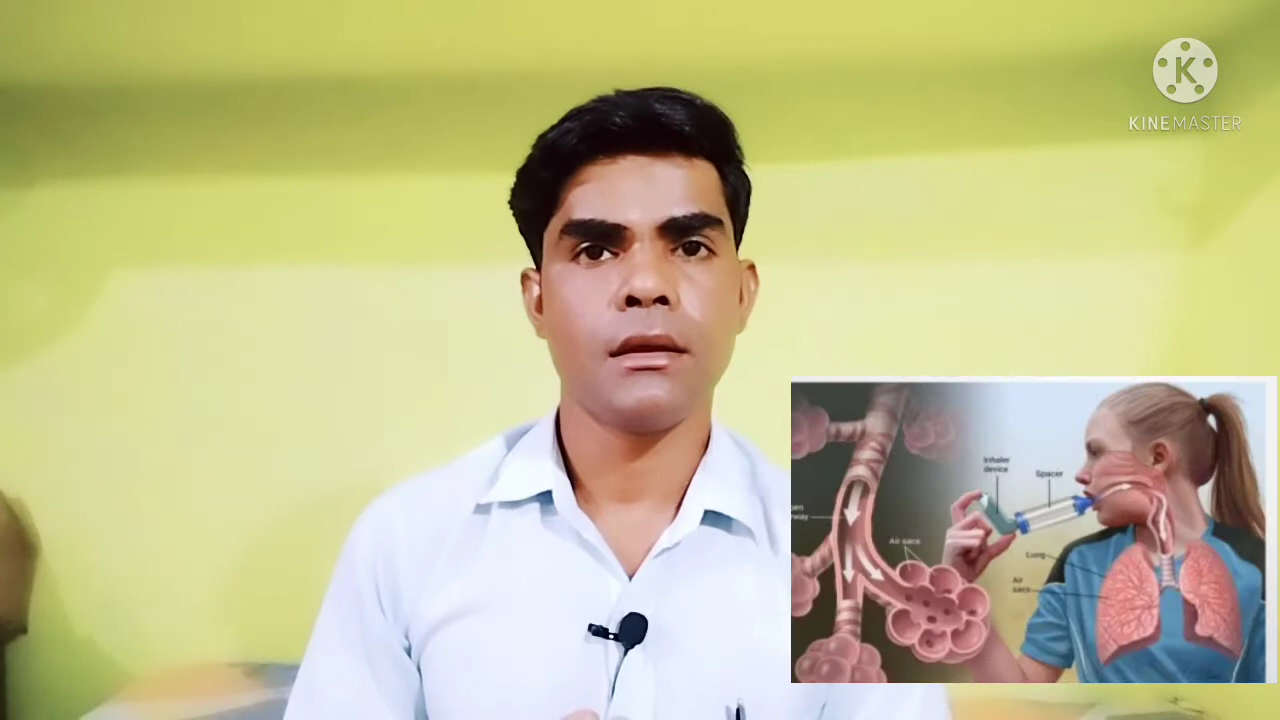 K
KINEMASTER
Inhaler
device
Spacer
Air sacs
Lung
Air
sacs